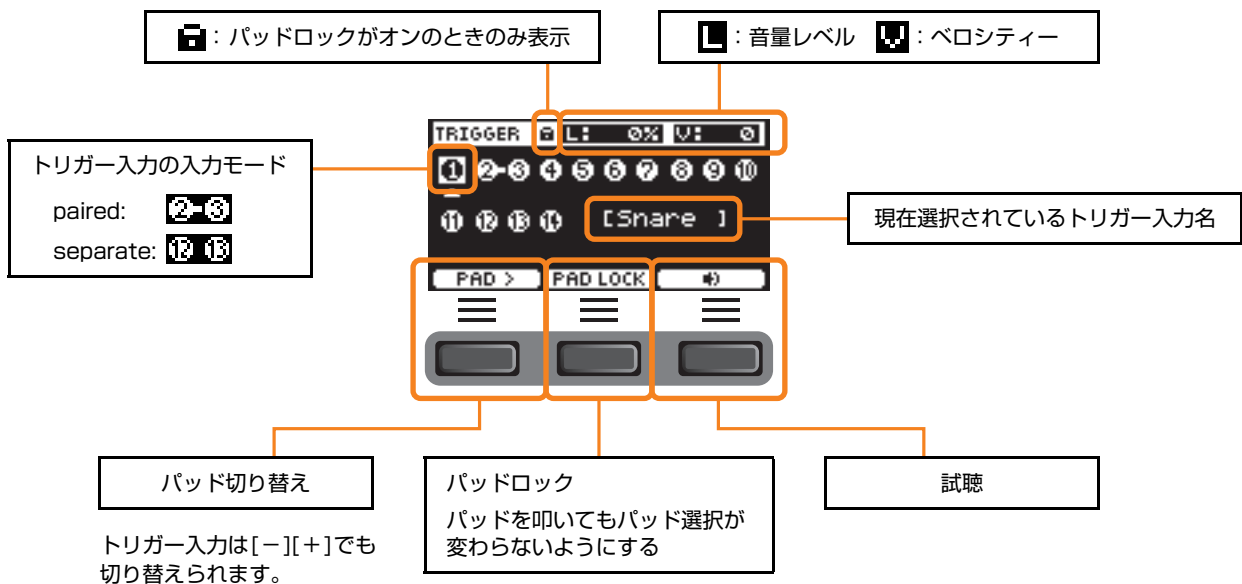 ：パッドロックがオンのときのみ表示
L：音量レベル V：ベロシティー
TRIGGER L: 0% V: 0
1 2-3 4 5 6 7 8 9 10
11 12 13 14 [Snare ]
PAD > PAD LOCK
トリガー入力の入力モード
paired: 2-3
separate: 12 13
現在選択されているトリガー入力名
パッド切り替え
トリガー入力は[－][＋]でも
切り替えられます。
パッドロック
パッドを叩いてもパッド選択が
変わらないようにする
試聴